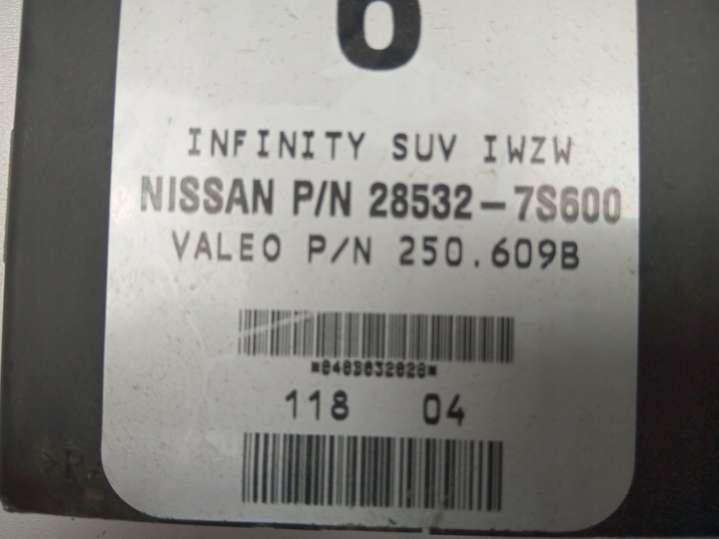 6
INFINITY SUV IWZW
NISSAN P/N 28532-7S600
VALEO P/N 250.609B
118 04